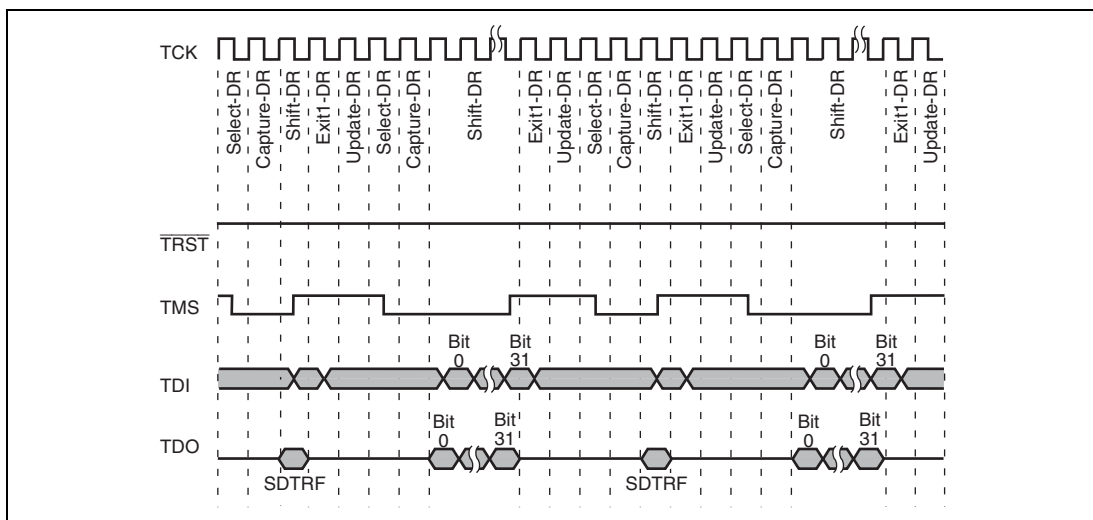 TCK
Select-DR
Capture-DR
Shift-DR
Exit1-DR
Update-DR
Select-DR
Capture-DR
Shift-DR
Exit1-DR
Update-DR
Select-DR
Capture-DR
Shift-DR
Exit1-DR
Update-DR
Select-DR
Capture-DR
Shift-DR
Exit1-DR
Update-DR
TRST
TMS
TDI
Bit
0
Bit
31
Bit
0
Bit
31
TDO
SDTRF
Bit
0
Bit
31
SDTRF
Bit
0
Bit
31